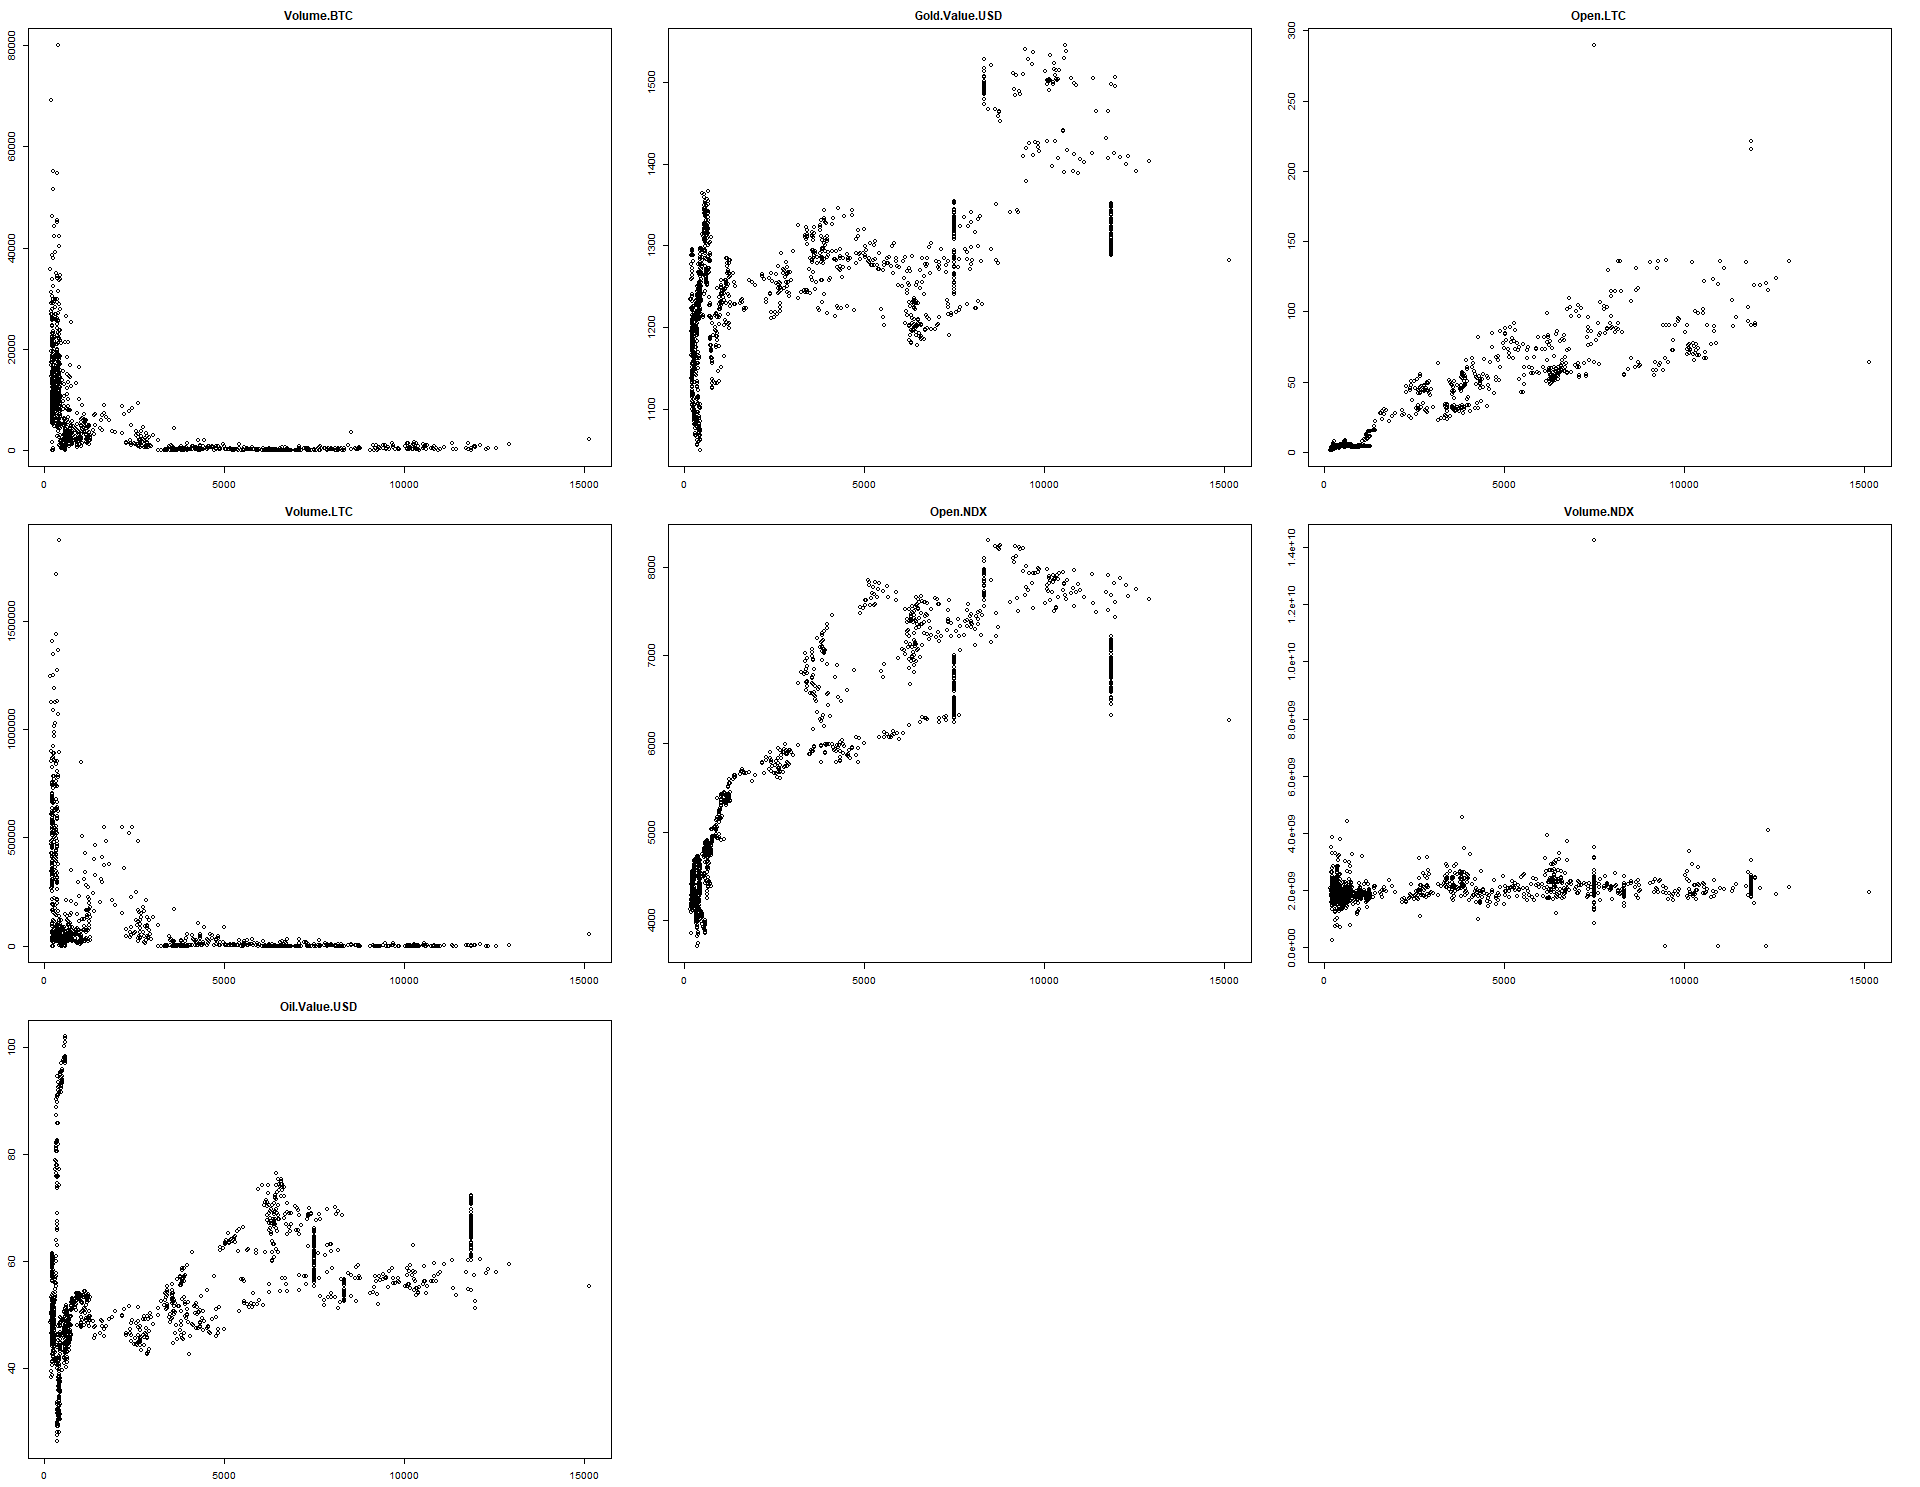 Volume.BTC
80000
60000
40000
20000
0
0 5000 10000 15000
Gold.Value.USD
1500
1400
1300
1200
1100
0 5000 10000 15000
Open.LTC
300
250
200
150
100
50
0
0 5000 10000 15000
Volume.LTC
1500000
1000000
500000
0
0 5000 10000 15000
Open.NDX
8000
7000
6000
5000
4000
0 5000 10000 15000
Volume.NDX
1.4e+10
1.2e+10
1.0e+10
8.0e+09
6.0e+09
4.0e+09
2.0e+09
0.0e+00
0 5000 10000 15000
Oil.Value.USD
100
80
60
40
0 5000 10000 15000